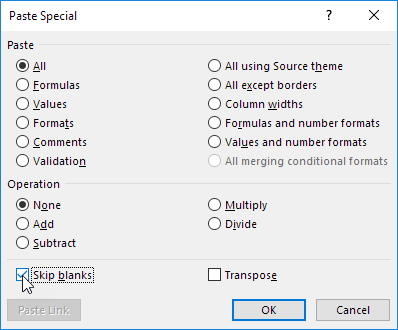 Paste Special
Paste
All
All using Source theme
Formulas
All except borders
Values
Column widths
Formats
Formulas and number formats
Comments
Values and number formats
Validation
All merging conditional formats
Operation
None
Multiply
Add
Divide
Subtract
Skip blanks
Transpose
Paste Link
OK
Cancel